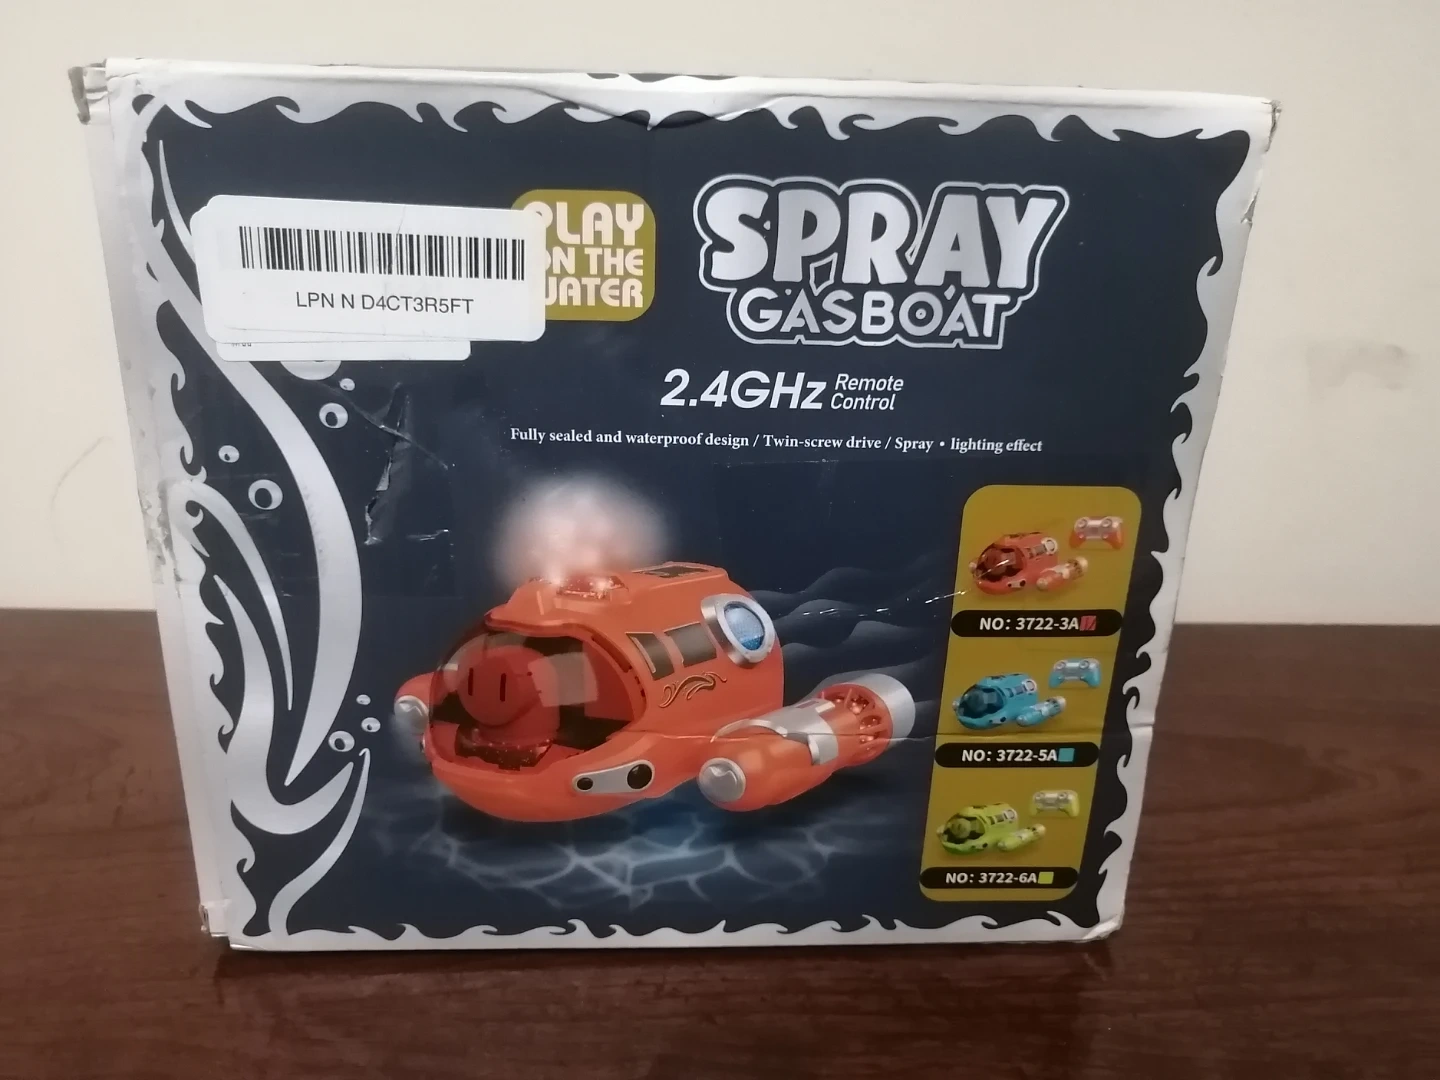 PLAY
ON THE
WATER
SPRAY
GASBOAT
LPN N D4CT3R5FT
2.4GHz Remote Control
Fully sealed and waterproof design / Twin-screw drive / Spray • lighting effect
NO: 3722-3A
NO: 3722-5A
NO: 3722-6A